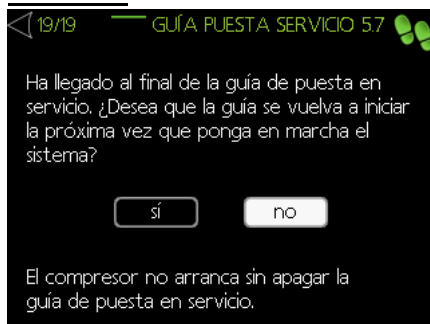 19/19 GUÍA PUESTA SERVICIO 5.7
Ha llegado al final de la guía de puesta en
servicio. ¿Desea que la guía se vuelva a iniciar
la próxima vez que ponga en marcha el
sistema?
sí no
El compresor no arranca sin apagar la
guía de puesta en servicio.